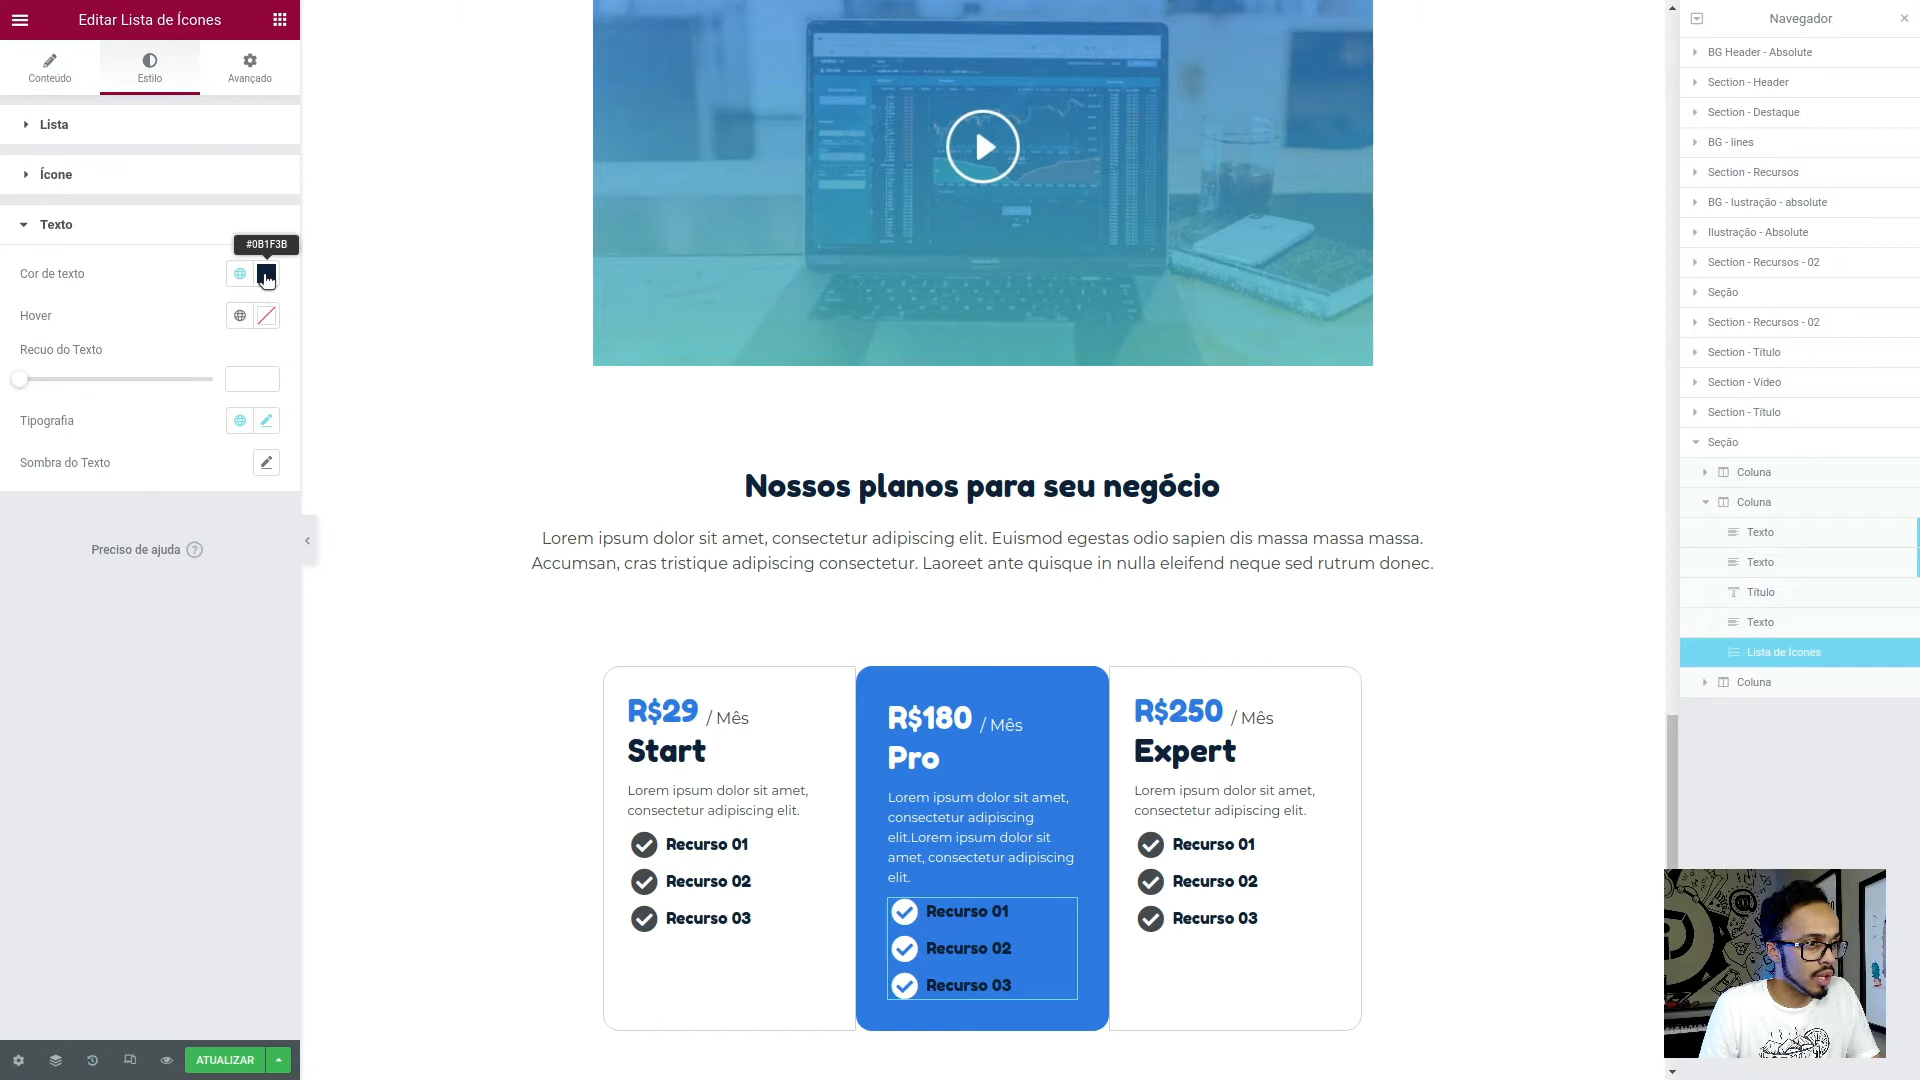 Editar Lista de Ícones
Conteúdo
Estilo
Avançado
Lista
Ícone
Texto
#0B1F3B
Cor de texto
Hover
Recuo do Texto
Tipografia
Sombra do Texto
Preciso de ajuda ?
ATUALIZAR
Nossos planos para seu negócio
Lorem ipsum dolor sit amet, consectetur adipiscing elit. Euismod egestas odio sapien dis massa massa massa.
Accumsan, cras tristique adipiscing consectetur. Laoreet ante quisque in nulla eleifend neque sed rutrum donec.
R$29 / Mês
Start
Lorem ipsum dolor sit amet,
consectetur adipiscing elit.
Recurso 01
Recurso 02
Recurso 03
R$180 / Mês
Pro
Lorem ipsum dolor sit amet,
consectetur adipiscing
elit.Lorem ipsum dolor sit
amet, consectetur adipiscing
elit.
Recurso 01
Recurso 02
Recurso 03
R$250 / Mês
Expert
Lorem ipsum dolor sit amet,
consectetur adipiscing elit.
Recurso 01
Recurso 02
Recurso 03
Navegador
BG Header - Absolute
Section - Header
Section - Destaque
BG - lines
Section - Recursos
BG - lustração - absolute
Ilustração - Absolute
Section - Recursos - 02
Seção
Section - Recursos - 02
Section - Título
Section - Vídeo
Section - Título
Seção
Coluna
Coluna
Texto
Texto
Título
Texto
Lista de Ícones
Coluna